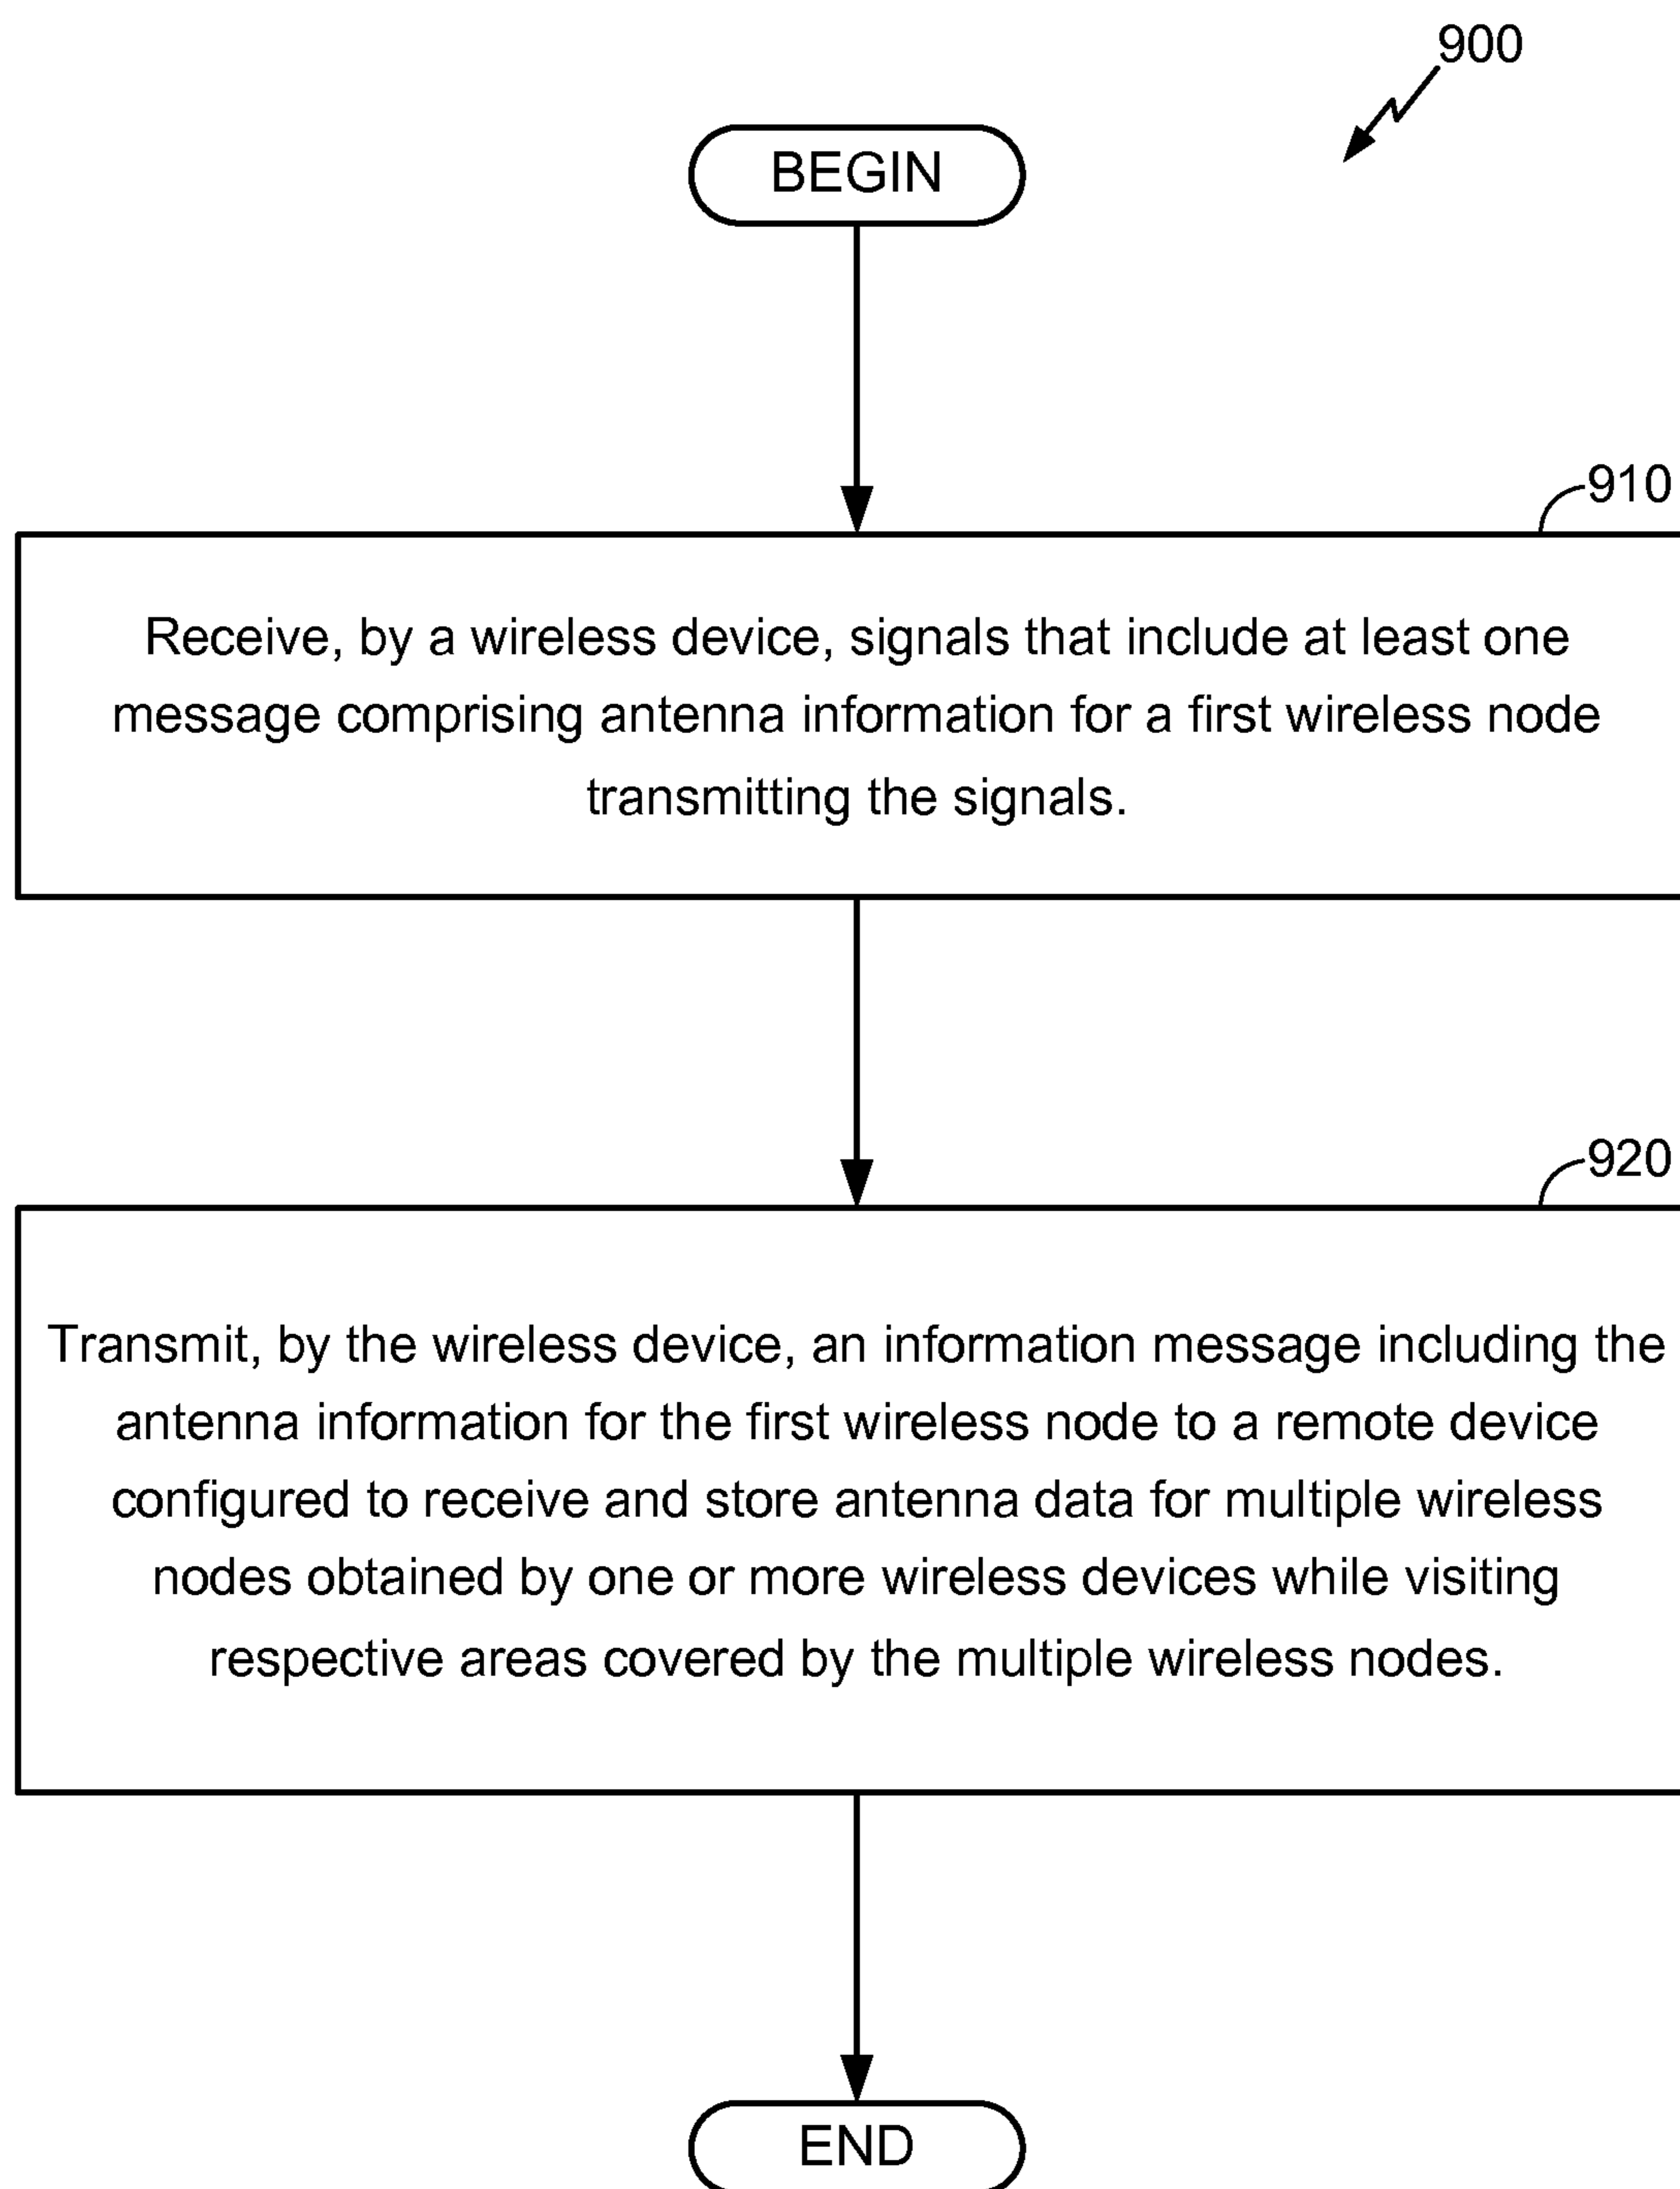 900
BEGIN
910
Receive, by a wireless device, signals that include at least one
message comprising antenna information for a first wireless node
transmitting the signals.
920
Transmit, by the wireless device, an information message including the
antenna information for the first wireless node to a remote device
configured to receive and store antenna data for multiple wireless
nodes obtained by one or more wireless devices while visiting
respective areas covered by the multiple wireless nodes.
END